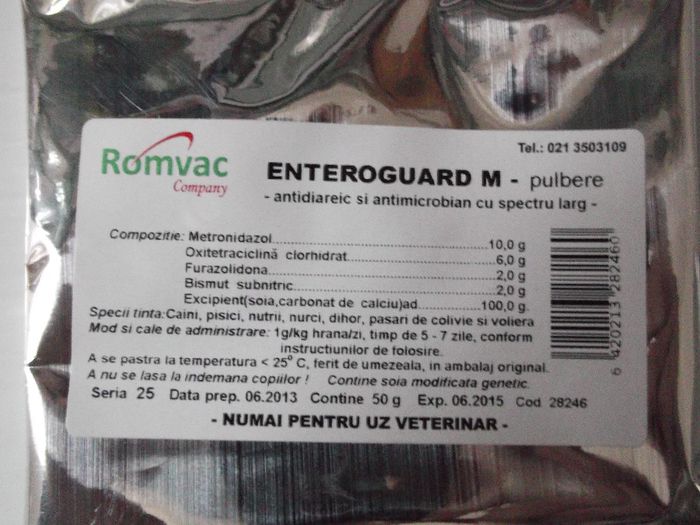 Tel.: 021 3503109
Romvac
Company
ENTEROGUARD M - pulbere
- antidiareic si antimicrobian cu spectru larg -
Compozitie: Metronidazol...................................................10,0 g
Oxitetraciclină clorhidrat...................................6,0 g
Furazolidona.....................................................2,0 g
Bismut subnitric................................................2,0 g
Excipient(soia,carbonat de calciu)ad..............100,0 g.
Specii tinta: Caini, pisici, nutrii, nurci, dihor, pasari de colivie si voliera
Mod si cale de administrare: 1g/kg hrana/zi, timp de 5 - 7 zile, conform
instructiunilor de folosire.
A se pastra la temperatura < 25° C, ferit de umezeala, in ambalaj original.
A nu se lasa la indemana copiilor ! Contine soia modificata genetic.
Seria 25 Data prep. 06.2013 Contine 50 g Exp. 06.2015 Cod 28246
- NUMAI PENTRU UZ VETERINAR -
6 420213 282460